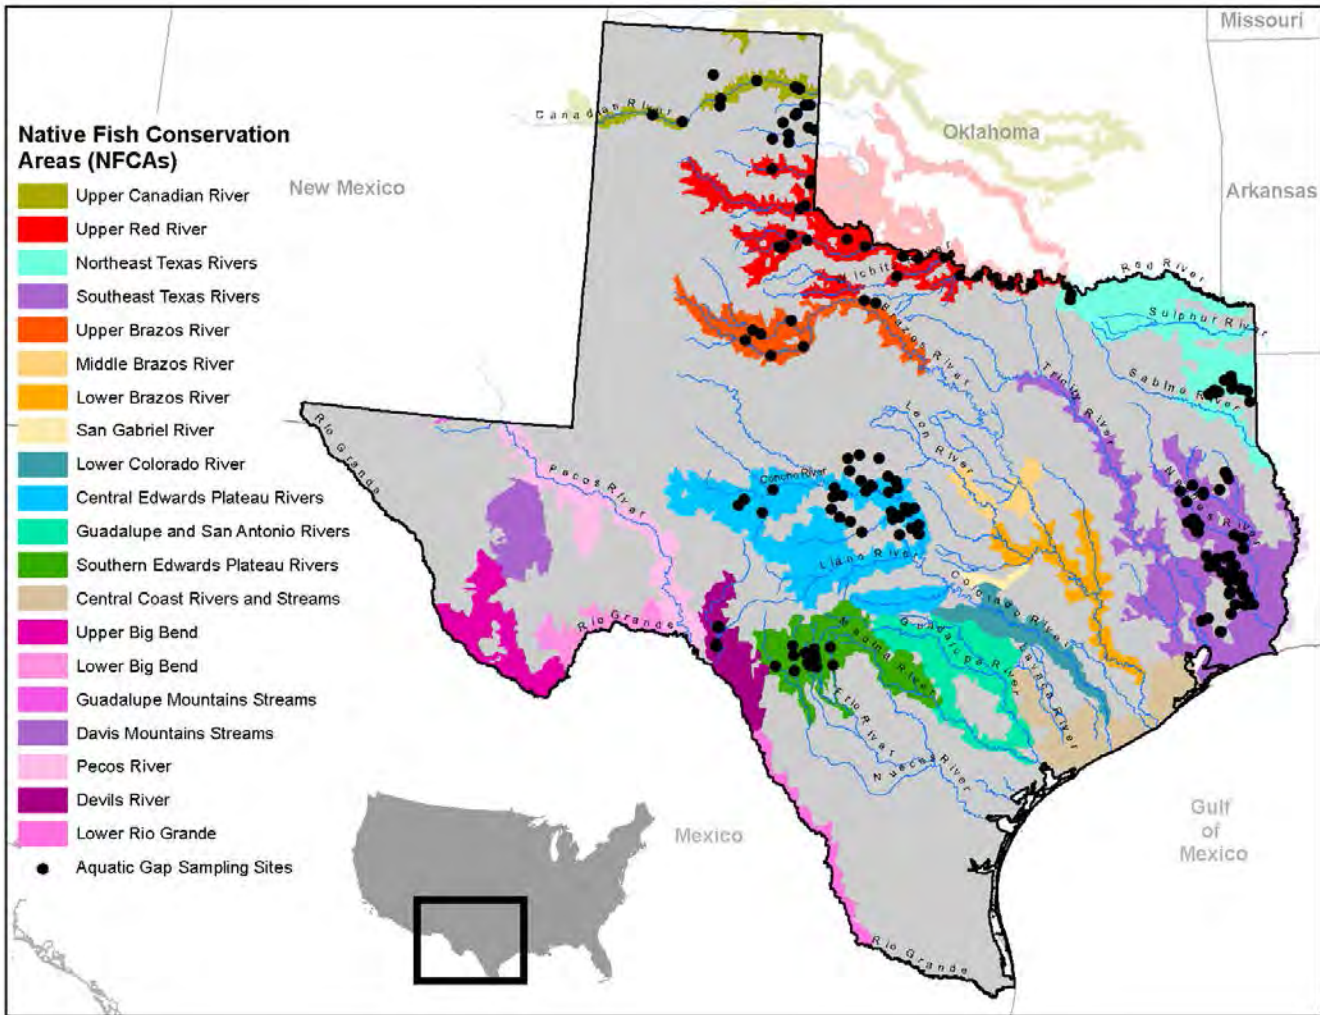 Missouri
Oklahoma
Arkansas
New Mexico
Mexico
Gulf
of
Mexico
Native Fish Conservation
Areas (NFCAs)
Upper Canadian River
Upper Red River
Northeast Texas Rivers
Southeast Texas Rivers
Upper Brazos River
Middle Brazos River
Lower Brazos River
San Gabriel River
Lower Colorado River
Central Edwards Plateau Rivers
Guadalupe and San Antonio Rivers
Southern Edwards Plateau Rivers
Central Coast Rivers and Streams
Upper Big Bend
Lower Big Bend
Guadalupe Mountains Streams
Davis Mountains Streams
Pecos River
Devils River
Lower Rio Grande
Aquatic Gap Sampling Sites
Canadian River
Wichita River
Red River
Sulphur River
Sabine River
Trinity River
Brazos River
Leon River
Neches River
Concho River
Pecos River
Rio Grande
Llano River
Colorado River
Rio Grande
Medina River
Guadalupe River
Lavaca River
Frio River
Nueces River
Rio Grande